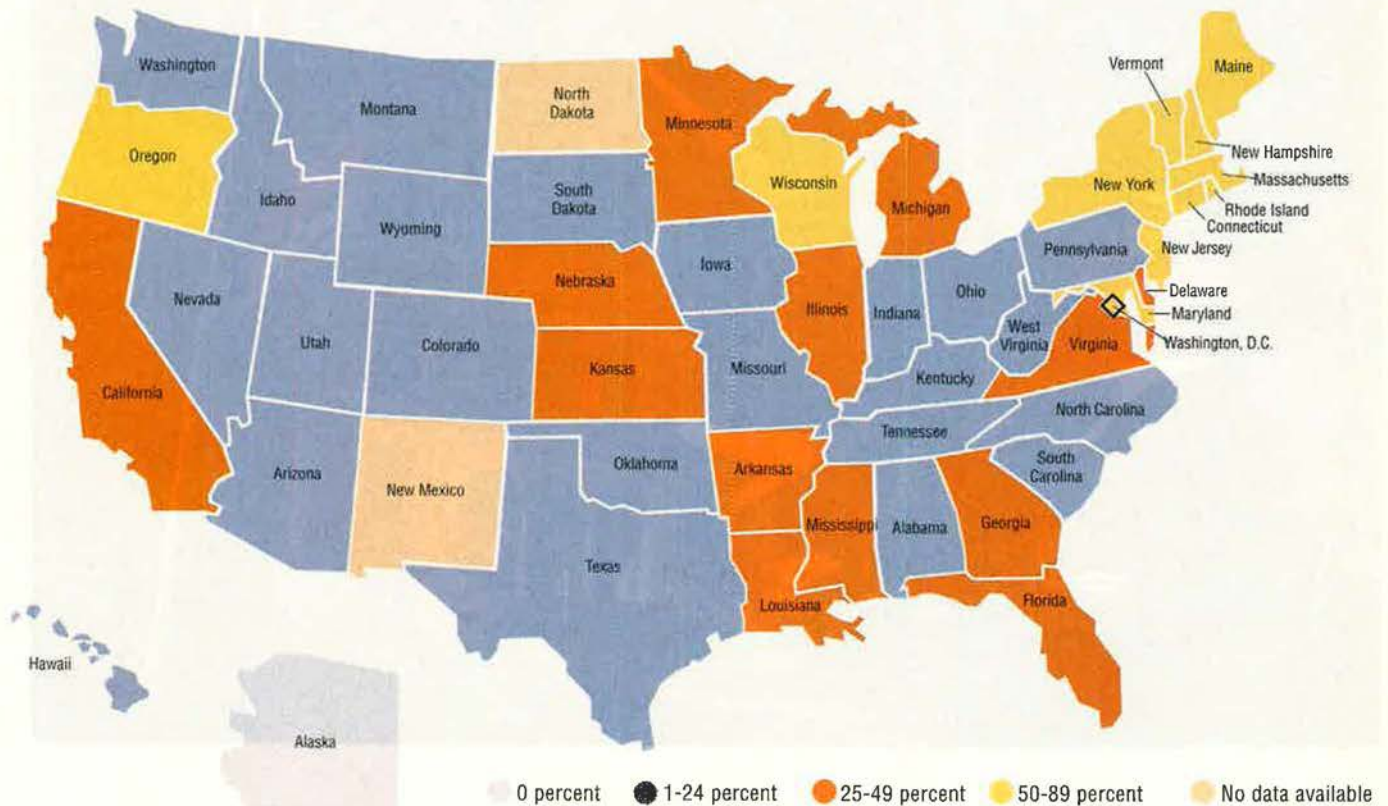 Washington
Montana
North
Dakota
Minnesota
Vermont
Maine
Oregon
Idaho
South
Dakota
Wisconsin
Michigan
New York
New Hampshire
Massachusetts
Rhode Island
Connecticut
Wyoming
Iowa
Pennsylvania
New Jersey
Nevada
Nebraska
Illinois
Indiana
Ohio
Delaware
Maryland
Washington, D.C.
Utah
Colorado
Kansas
Missouri
West
Virginia
Virginia
Kentucky
California
North Carolina
Tennessee
Arizona
New Mexico
Oklahoma
Arkansas
South
Carolina
Mississippi
Alabama
Georgia
Texas
Louisiana
Florida
Hawaii
Alaska
0 percent
1-24 percent
25-49 percent
50-89 percent
No data available